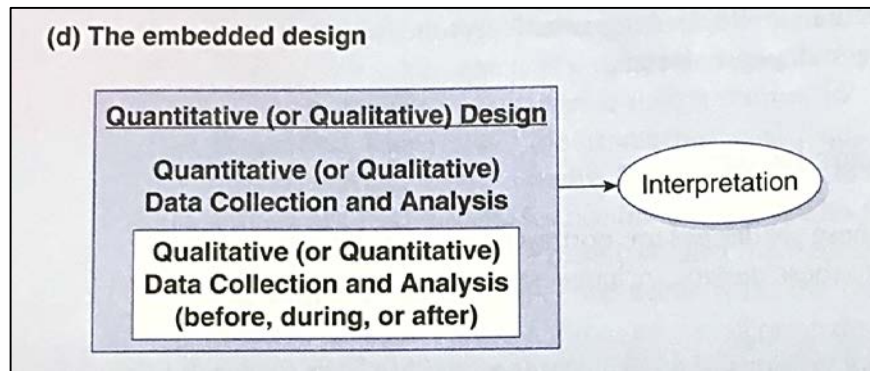 (d) The embedded design
Quantitative (or Qualitative) Design
Quantitative (or Qualitative)
Data Collection and Analysis
Qualitative (or Quantitative)
Data Collection and Analysis
(before, during, or after)
Interpretation